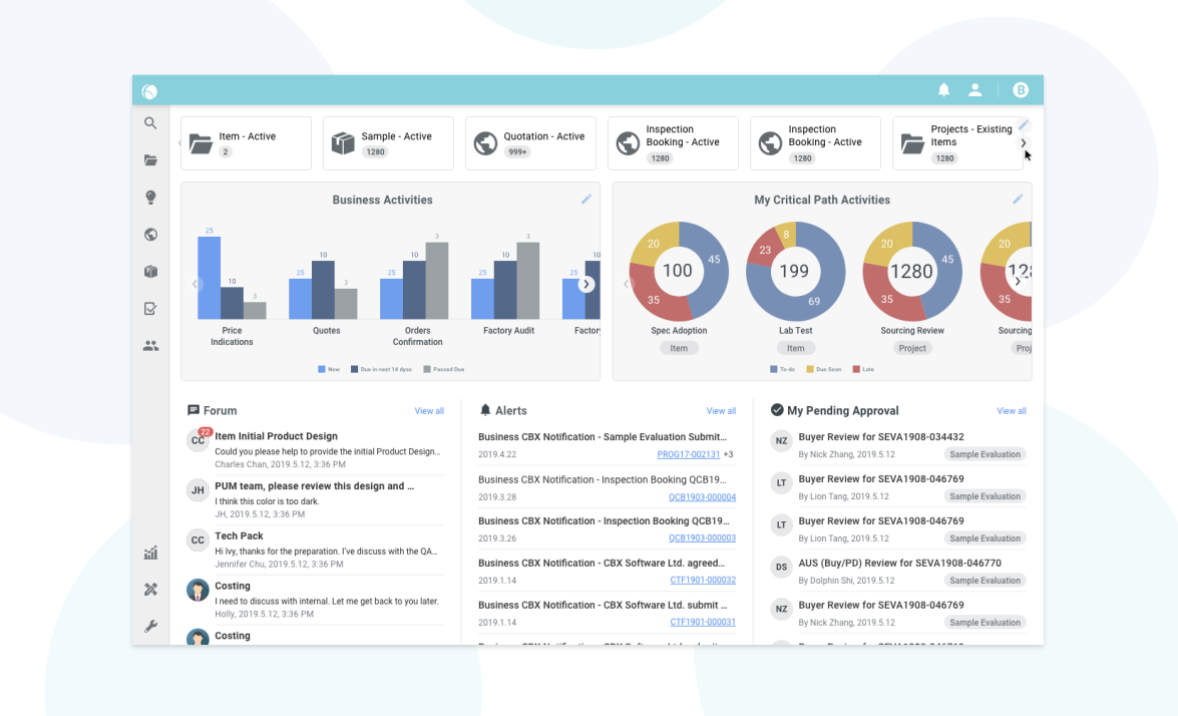 B
Item - Active
2
Sample - Active
1280
Quotation - Active
999+
Inspection
Booking - Active
1280
Inspection
Booking - Active
1280
Projects - Existing
Items
1280
Business Activities
25
10
3
25
10
3
25
10
3
25
10
3
25
10
Price
Indications
Quotes
Orders
Confirmation
Factory Audit
Factory
New
Due in next 14 dyas
Passed Due
My Critical Path Activities
20
45
35
100
8
23
69
199
20
45
35
1280
20
35
128
Spec Adoption
Item
Lab Test
Item
Sourcing Review
Project
Sourcing
Proj
To-do
Due Soon
Late
Forum
View all
CC
22
Item Initial Product Design
Could you please help to provide the initial Product Design...
Charles Chan, 2019.5.12, 3:36 PM
JH
PUM team, please review this design and ...
I think this color is too dark.
JH, 2019.5.12, 3:36 PM
CC
Tech Pack
Hi Ivy, thanks for the preparation. I've discuss with the QA...
Jennifer Chu, 2019.5.12, 3:36 PM
Costing
I need to discuss with internal. Let me get back to you later.
Holly, 2019.5.12, 3:36 PM
Costing
Alerts
View all
Business CBX Notification - Sample Evaluation Submit...
2019.4.22
PROG17-002131 +3
Business CBX Notification - Inspection Booking QCB19...
2019.3.28
QCB1903-000004
Business CBX Notification - Inspection Booking QCB19...
2019.3.26
QCB1903-000003
Business CBX Notification - CBX Software Ltd. agreed...
2019.1.14
CTF1901-000032
Business CBX Notification - CBX Software Ltd. submit ...
2019.1.14
CTF1901-000031
My Pending Approval
View all
NZ
Buyer Review for SEVA1908-034432
By Nick Zhang, 2019.5.12
Sample Evaluation
LT
Buyer Review for SEVA1908-046769
By Lion Tang, 2019.5.12
Sample Evaluation
LT
Buyer Review for SEVA1908-046769
By Lion Tang, 2019.5.12
Sample Evaluation
DS
AUS (Buy/PD) Review for SEVA1908-046770
By Dolphin Shi, 2019.5.12
Sample Evaluation
NZ
Buyer Review for SEVA1908-046769
By Nick Zhang, 2019.5.12
Sample Evaluation